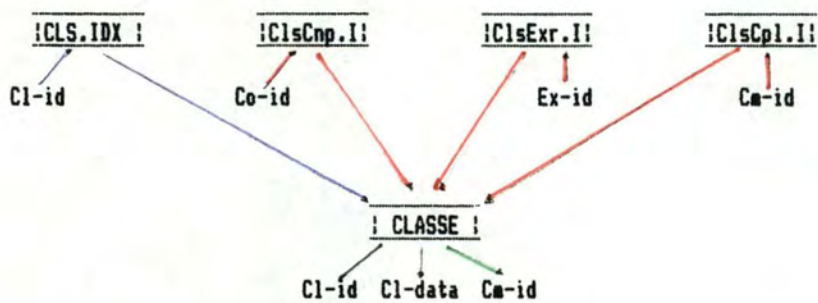 ¦CLS.IDX ¦ ¦ClsCnp.I¦ ¦ClsExr.I¦ ¦ClsCpl.I¦
Cl-id Co-id Ex-id Cm-id
¦ CLASSE ¦
Cl-id Cl-data Cm-id